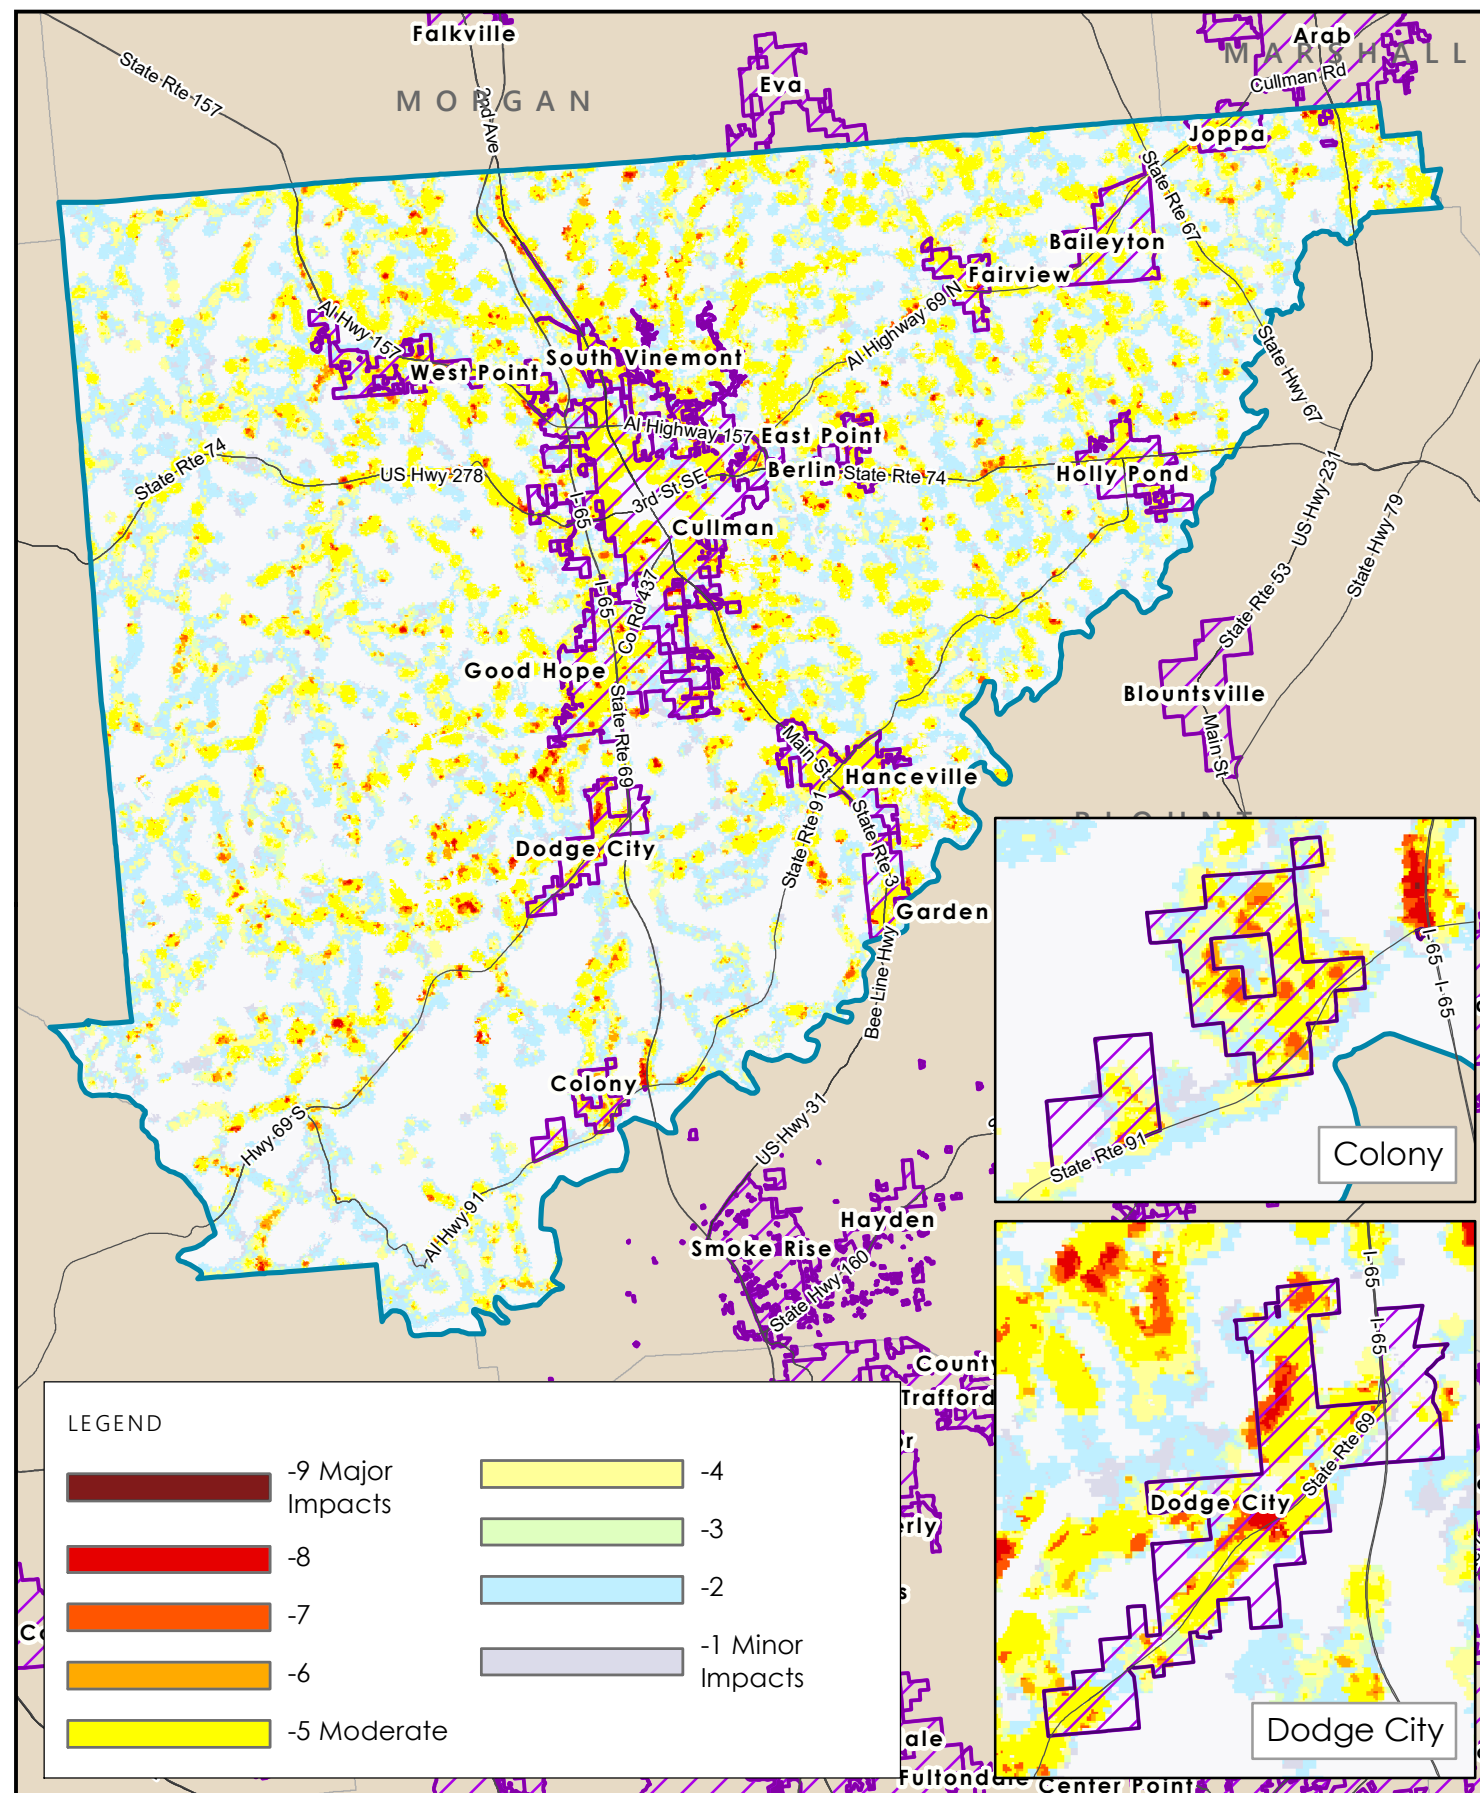 Falkville
Arab
MARSHALL
State Rte 157
Eva
Cullman Rd
MORGAN
2nd Ave
Joppa
State Rte 67
Baileyton
Fairview
Al Highway 69 N
Al Hwy 157
South Vinemont
West Point
State Hwy 67
Al Highway 157
East Point
State Rte 74
US Hwy 278
Berlin
State Rte 74
Holly Pond
3rd St SE
I-65
Cullman
US Hwy 231
State Hwy 79
I-65
Co Rd 437
State Rte 53
Good Hope
State Rte 69
Blountsville
Main St
Main St
Hanceville
State Rte 91
State Rte 3
Dodge City
Garden
Bee Line Hwy
BLOUNT
I-65
I-65
State Rte 91
Colony
Colony
US Hwy 31
Hwy 69 S
Al Hwy 91
Hayden
Smoke Rise
State Hwy 160
I-65
I-65
State Rte 69
Dodge City
Dodge City
County
Trafford
erly
ale
Fultondale
Center Point
LEGEND
-9 Major
Impacts
-8
-7
-6
-5 Moderate
-4
-3
-2
-1 Minor
Impacts